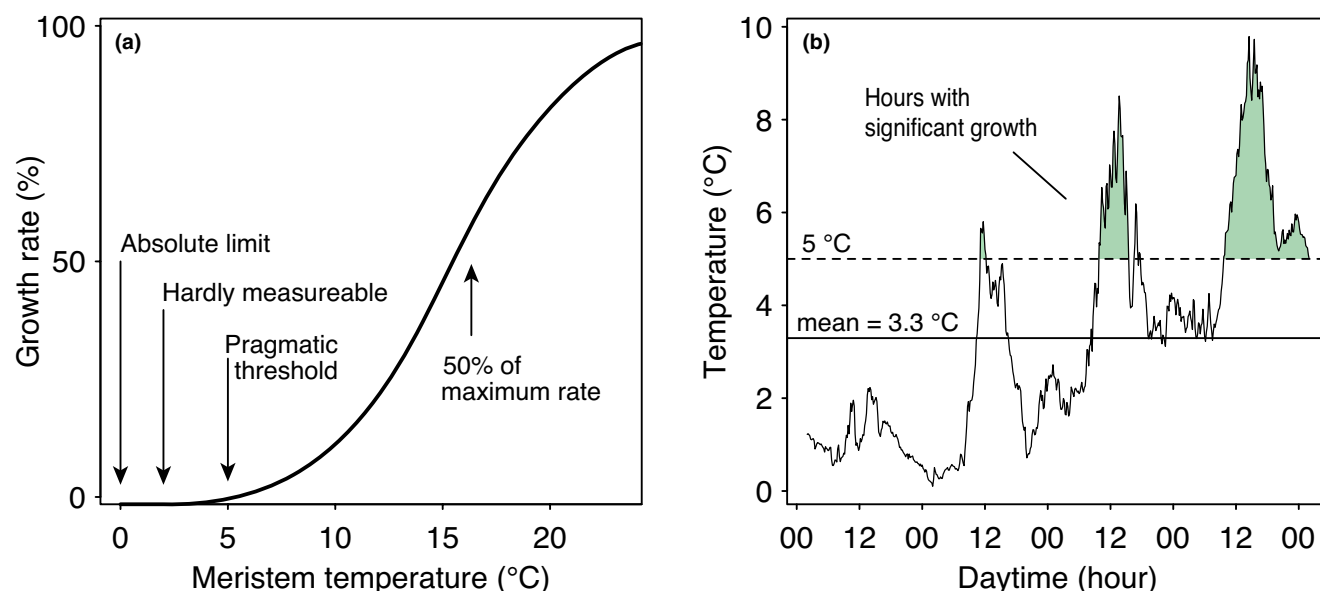 (a)
Growth rate (%)
100
50
0
Absolute limit
Hardly measureable
Pragmatic
threshold
50% of
maximum rate
0 5 10 15 20
Meristem temperature (°C)
(b)
Temperature (°C)
10
8
6
4
2
0
Hours with
significant growth
5 °C
mean = 3.3 °C
00 12 00 12 00 12 00 12 00
Daytime (hour)